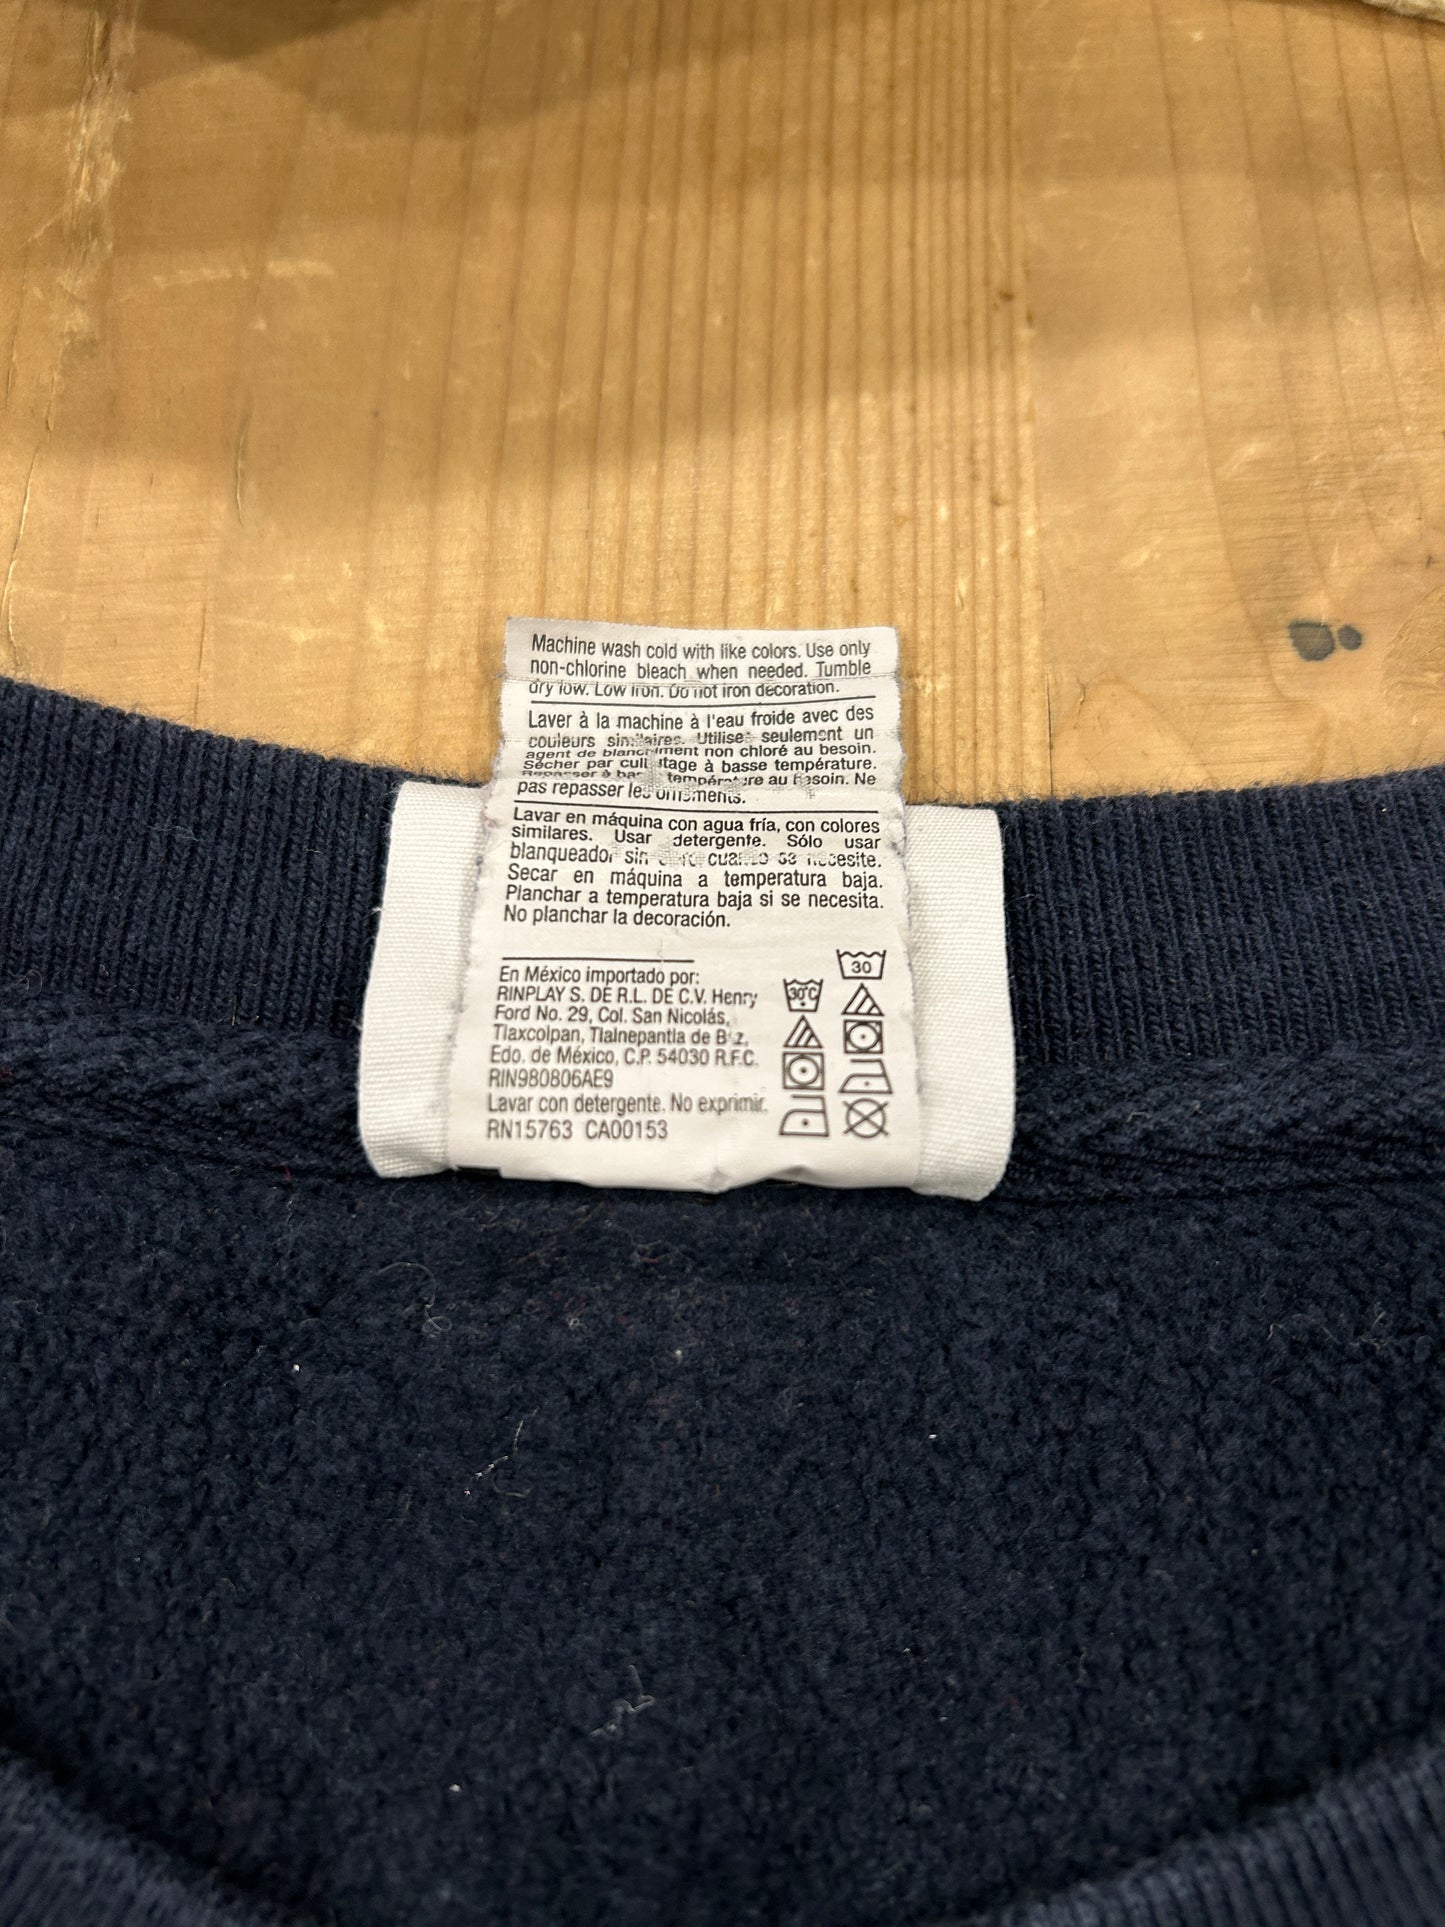 Machine wash cold with like colors. Use only
non-chlorine bleach when needed. Tumble
dry low. Low iron. Do not iron decoration.
Laver à la machine à l'eau froide avec des
couleurs similaires. Utiliser seulement un
agent de blanchiment non chloré au besoin.
Sécher par culbutage à basse température.
Repasser à température au besoin. Ne
pas repasser les ornements.
Lavar en máquina con agua fría, con colores
similares. Usar detergente. Sólo usar
blanqueador sin cloro cuando se necesite.
Secar en máquina a temperatura baja.
Planchar a temperatura baja si se necesita.
No planchar la decoración.
En México importado por:
RINPLAY S. DE R.L. DE C.V. Henry
Ford No. 29, Col. San Nicolás,
Tlaxcolpan, Tlalnepantla de
Edo. de México, C.P. 54030 R.F.C.
RIN980806AE9
Lavar con detergente. No exprimir.
RN15763 CA00153
30°C
30